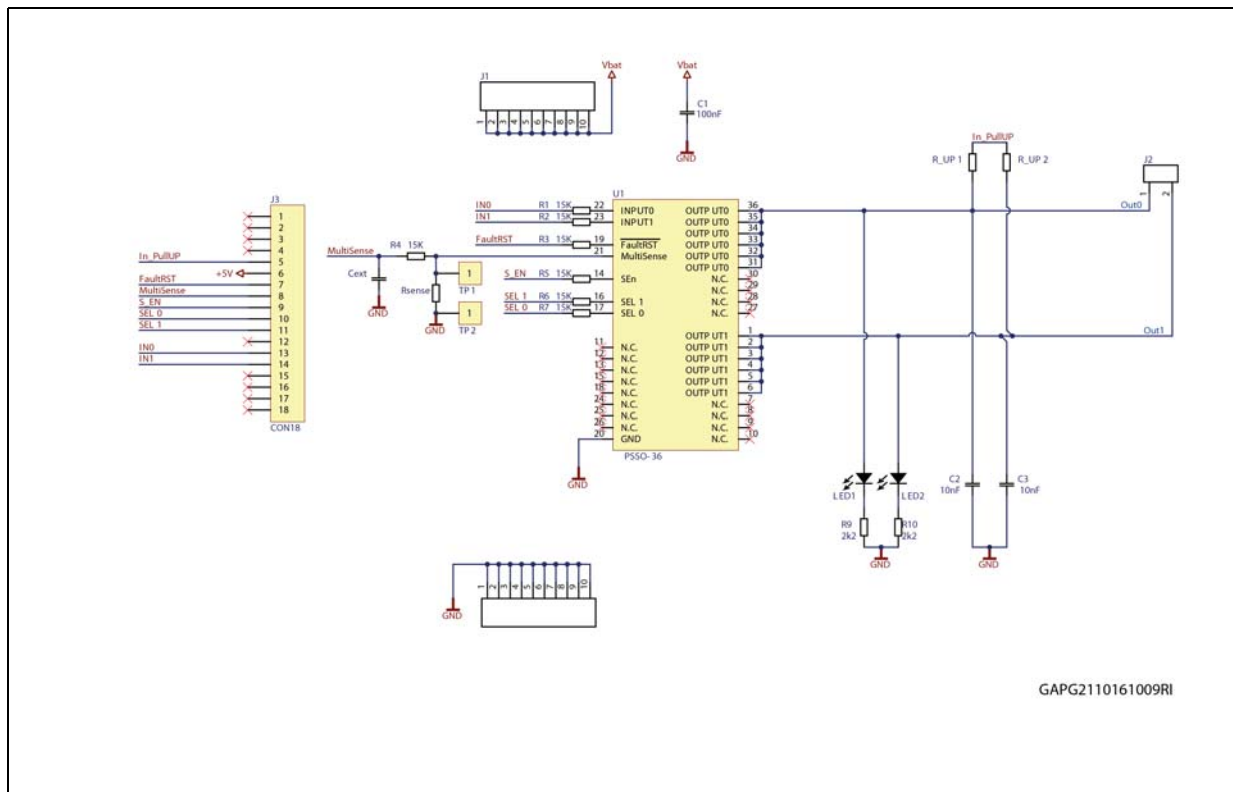 Vbat
J1
1 2 3 4 5 6 7 8 9 10
Vbat
C1
100nF
GND
In_PullUP
R_UP 1
R_UP 2
J2
1 2
Out0
Out1
J3
1
2
3
4
In_PullUP 5
+5V 6
FaultRST 7
MultiSense 8
S_EN 9
SEL 0 10
SEL 1 11
12
IN0 13
IN1 14
15
16
17
18
CON18
MultiSense
R4 15K
Cext
GND
Rsense
GND
1
TP1
1
TP2
U1
IN0 R1 15K 22 INPUT0
IN1 R2 15K 23 INPUT1
FaultRST R3 15K 19 FaultRST
21 MultiSense
S_EN R5 15K 14 SEn
SEL 1 R6 15K 16 SEL 1
SEL 0 R7 15K 17 SEL 0
11 N.C.
12 N.C.
13 N.C.
15 N.C.
18 N.C.
24 N.C.
25 N.C.
26 N.C.
20 GND
OUTP UT0 36
OUTP UT0 35
OUTP UT0 34
OUTP UT0 33
OUTP UT0 32
OUTP UT0 31
N.C. 30
N.C. 29
N.C. 28
N.C. 27
OUTP UT1 1
OUTP UT1 2
OUTP UT1 3
OUTP UT1 4
OUTP UT1 5
OUTP UT1 6
N.C. 7
N.C. 8
N.C. 9
N.C. 10
PSSO-36
GND
LED1
LED2
R9
2k2
R10
2k2
GND
C2
10nF
C3
10nF
GND
1 2 3 4 5 6 7 8 9 10
GND
GAPG2110161009RI